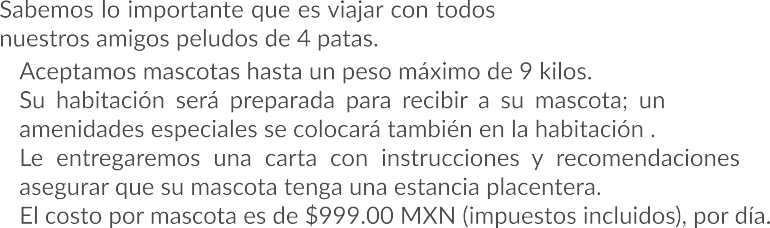 Sabemos lo importante que es viajar con todos
nuestros amigos peludos de 4 patas.
Aceptamos mascotas hasta un peso máximo de 9 kilos.
Su habitación será preparada para recibir a su mascota; un
amenidades especiales se colocará también en la habitación .
Le entregaremos una carta con instrucciones y recomendaciones
asegurar que su mascota tenga una estancia placentera.
El costo por mascota es de $999.00 MXN (impuestos incluidos), por día.